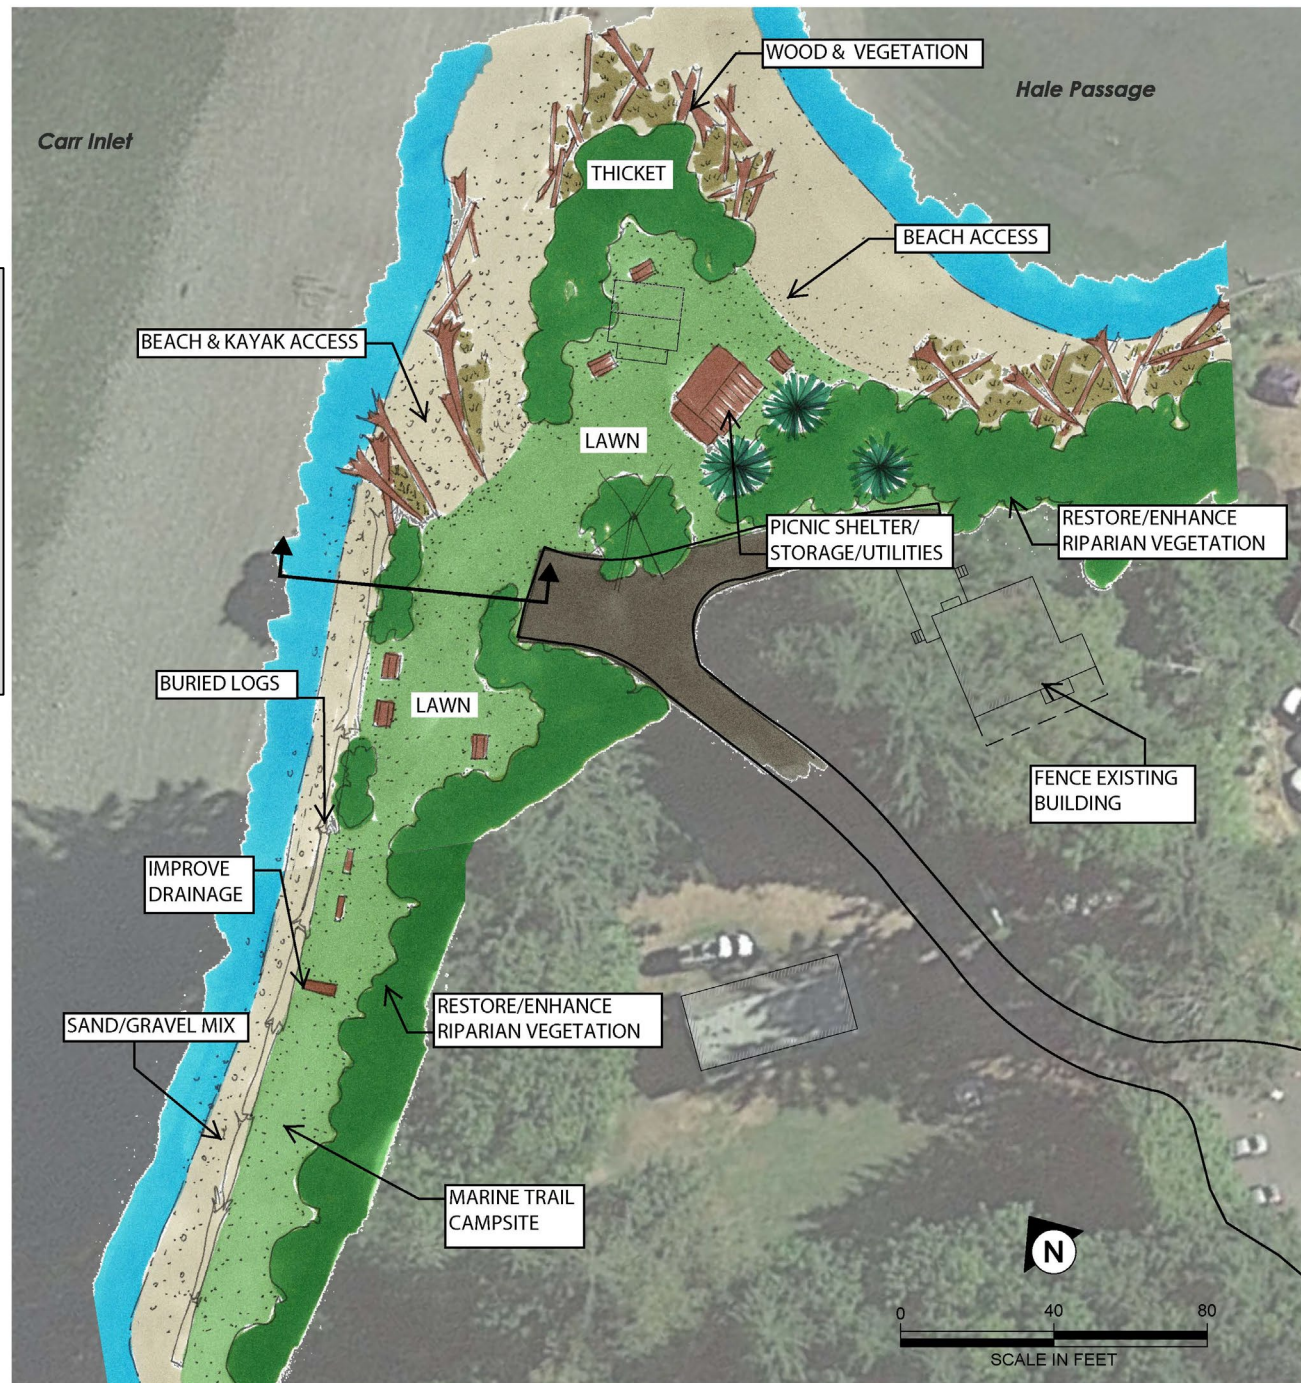 WOOD & VEGETATION
Hale Passage
Carr Inlet
THICKET
BEACH ACCESS
BEACH & KAYAK ACCESS
LAWN
PICNIC SHELTER/
STORAGE/UTILITIES
RESTORE/ENHANCE
RIPARIAN VEGETATION
BURIED LOGS
LAWN
FENCE EXISTING
BUILDING
IMPROVE
DRAINAGE
RESTORE/ENHANCE
RIPARIAN VEGETATION
SAND/GRAVEL MIX
MARINE TRAIL
CAMPSITE
N
0 40 80
SCALE IN FEET